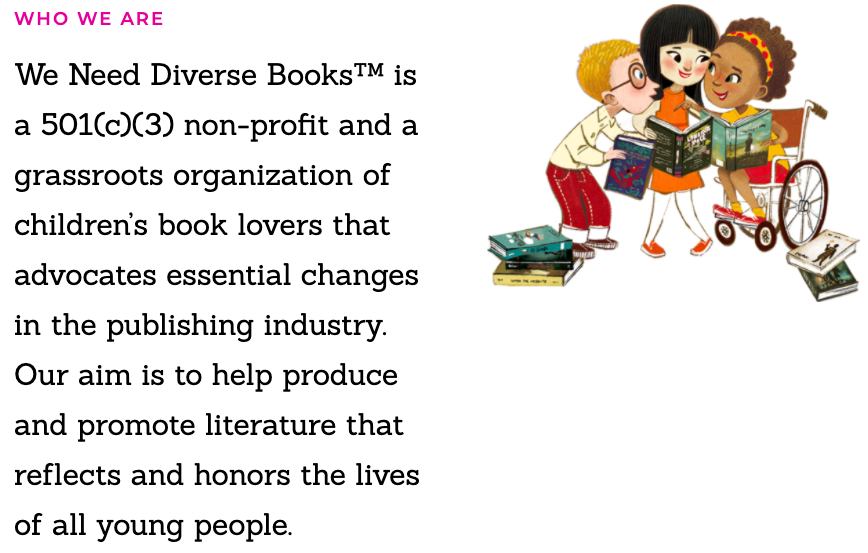 WHO WE ARE
We Need Diverse Books™ is
a 501(c)(3) non-profit and a
grassroots organization of
children's book lovers that
advocates essential changes
in the publishing industry.
Our aim is to help produce
and promote literature that
reflects and honors the lives
of all young people.